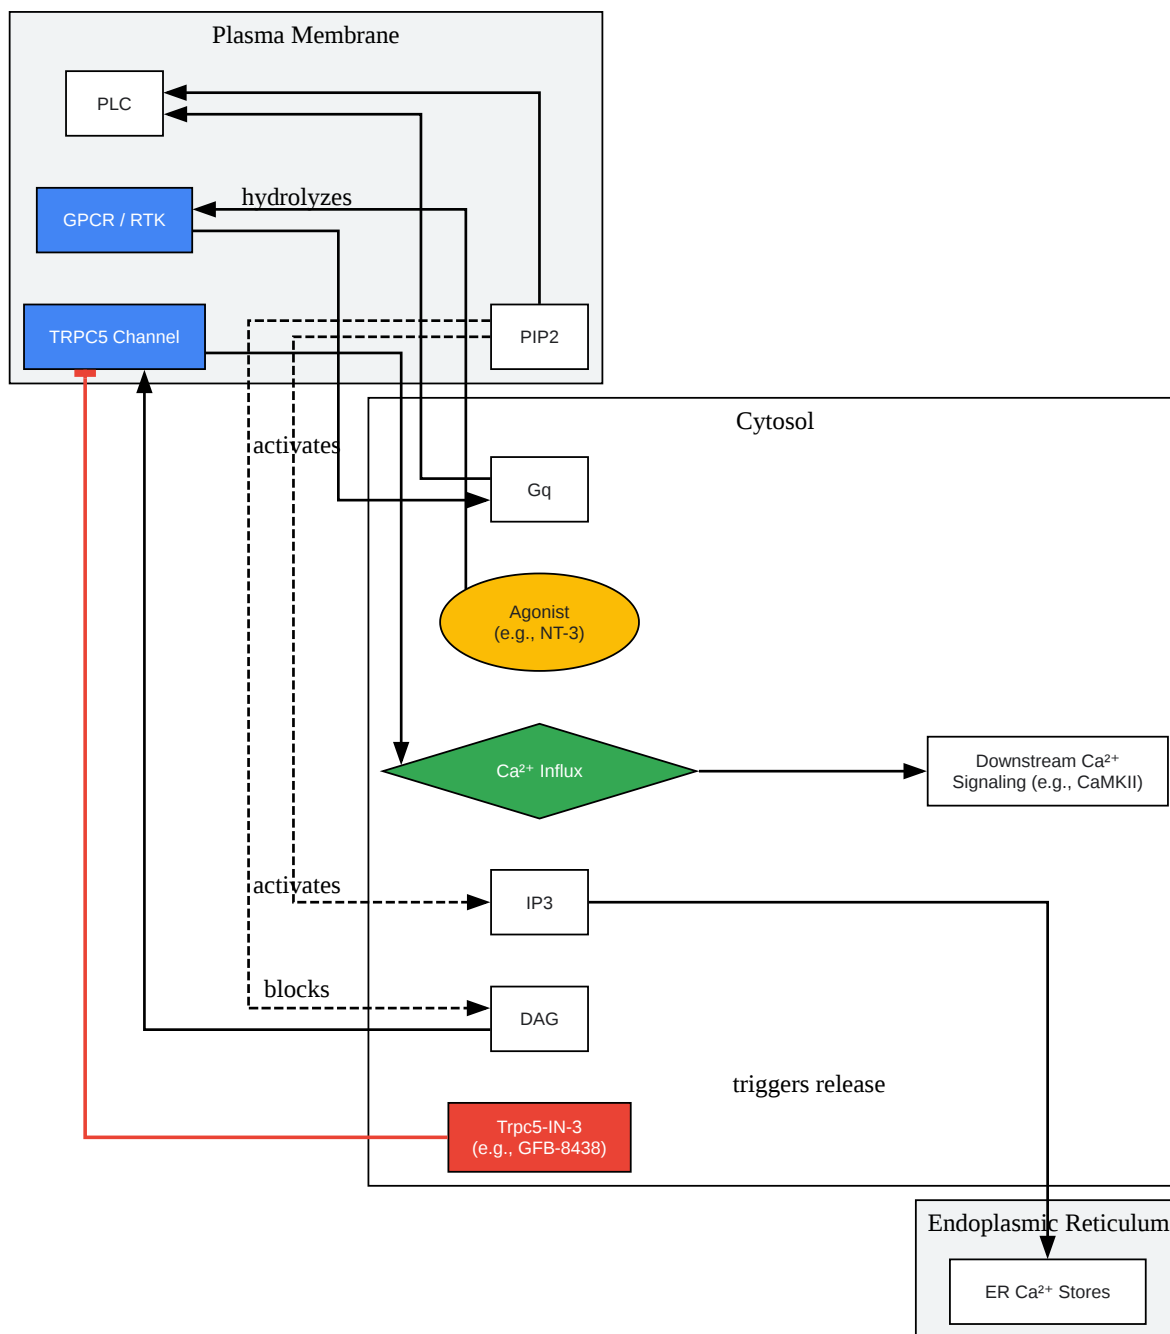 Plasma Membrane
PLC
hydrolyzes
GPCR / RTK
TRPC5 Channel
PIP2
Cytosol
activates
Gq
Agonist
(e.g., NT-3)
Ca²⁺ Influx
Downstream Ca²⁺
Signaling (e.g., CaMKII)
activates
IP3
blocks
DAG
triggers release
Trpc5-IN-3
(e.g., GFB-8438)
Endoplasmic Reticulum
ER Ca²⁺ Stores